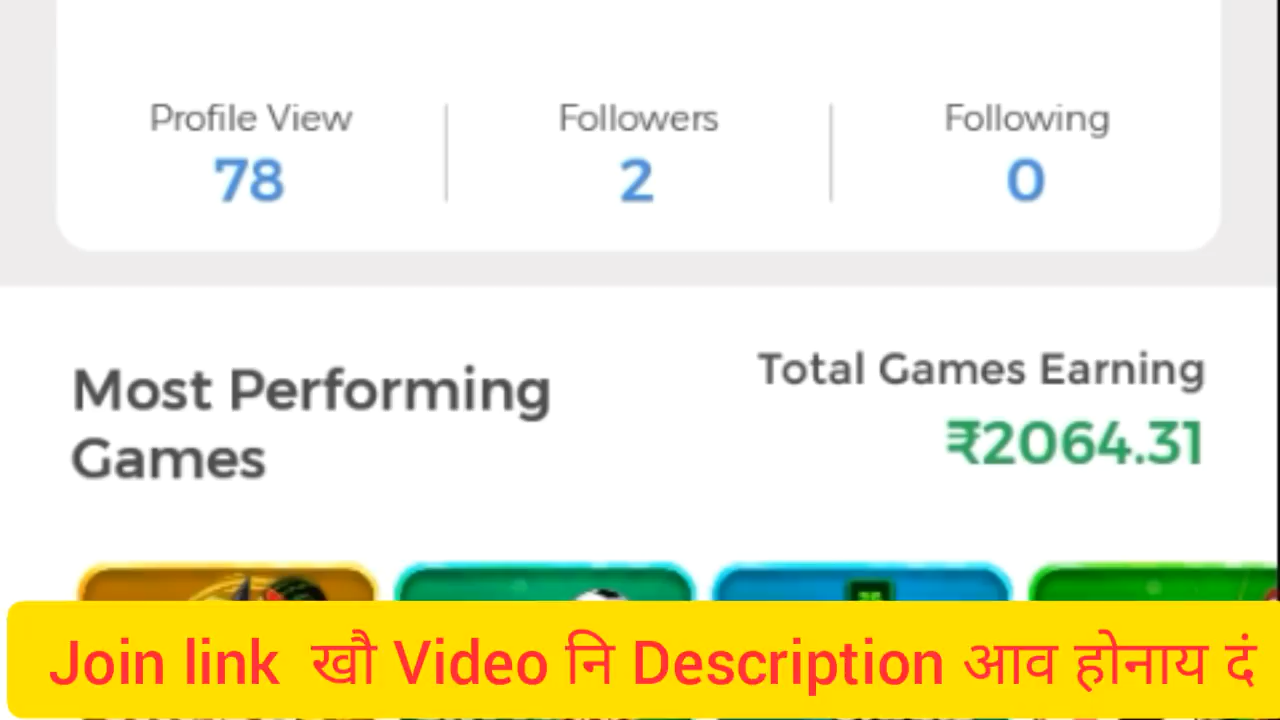 Profile View Followers Following
78 2 0
Most Performing Total Games Earning
Games ₹2064.31
Join link खौ Video नि Description आव होनाय दं